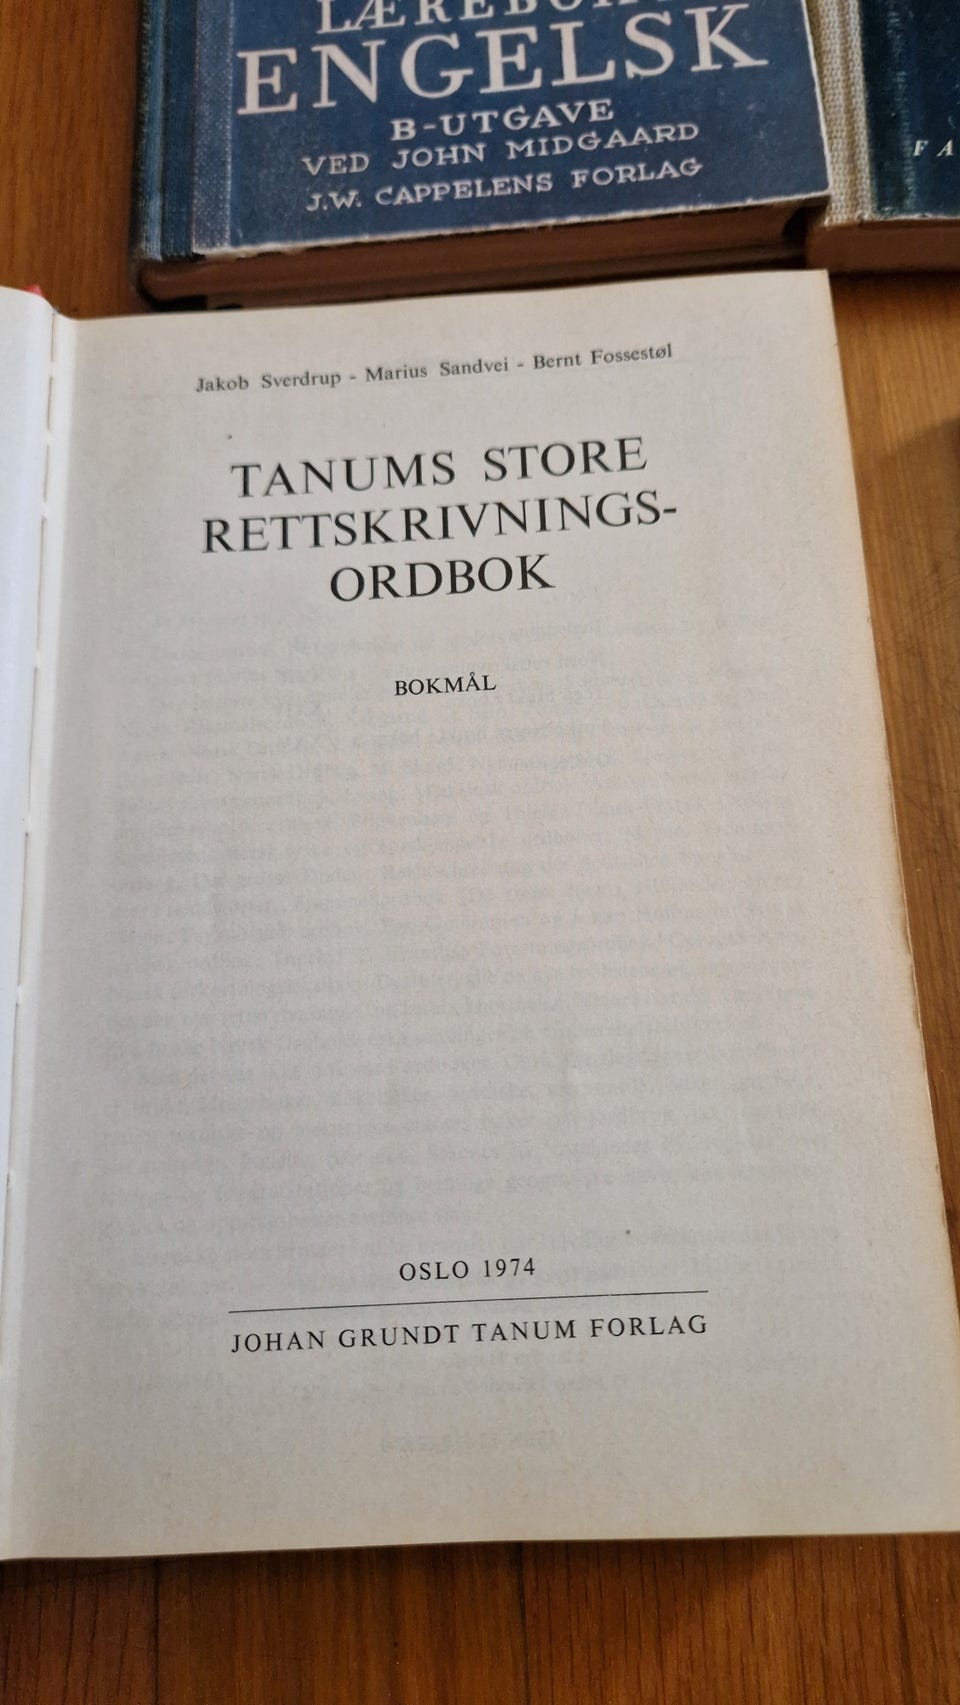 ENGELSK
B-UTGAVE
VED JOHN MIDGAARD
J.W. CAPPELENS FORLAG
FA
Jakob Sverdrup - Marius Sandvei - Bernt Fossestøl
TANUMS STORE
RETTSKRIVNINGS-
ORDBOK
BOKMÅL
OSLO 1974
JOHAN GRUNDT TANUM FORLAG